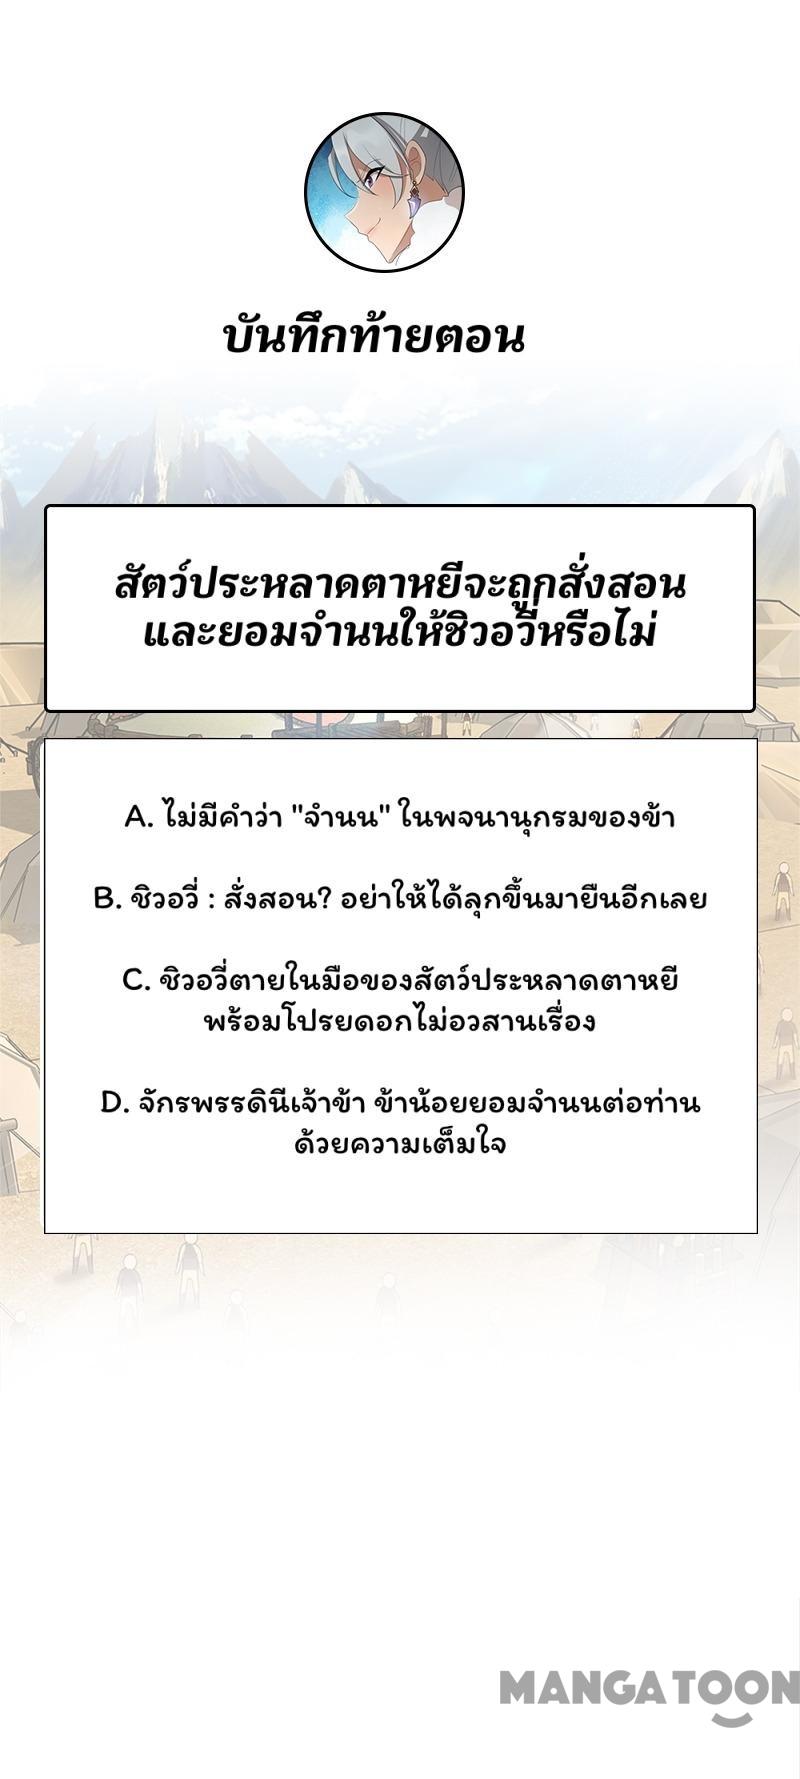 บันทึกท้ายตอน
สัตว์ประหลาดตาหยีจะถูกสั่งสอน
และยอมจำนนให้ชิวอวี่หรือไม่
A. ไม่มีคำว่า "จำนน" ในพจนานุกรมของข้า
B. ชิวอวี่ : สั่งสอน? อย่าให้ได้ลุกขึ้นมายืนอีกเลย
C. ชิวอวี่ตายในมือของสัตว์ประหลาดตาหยี
พร้อมโปรยดอกไม่อวสานเรื่อง
D. จักรพรรดินีเจ้าข้า ข้าน้อยยอมจำนนต่อท่าน
ด้วยความเต็มใจ
MANGATOON